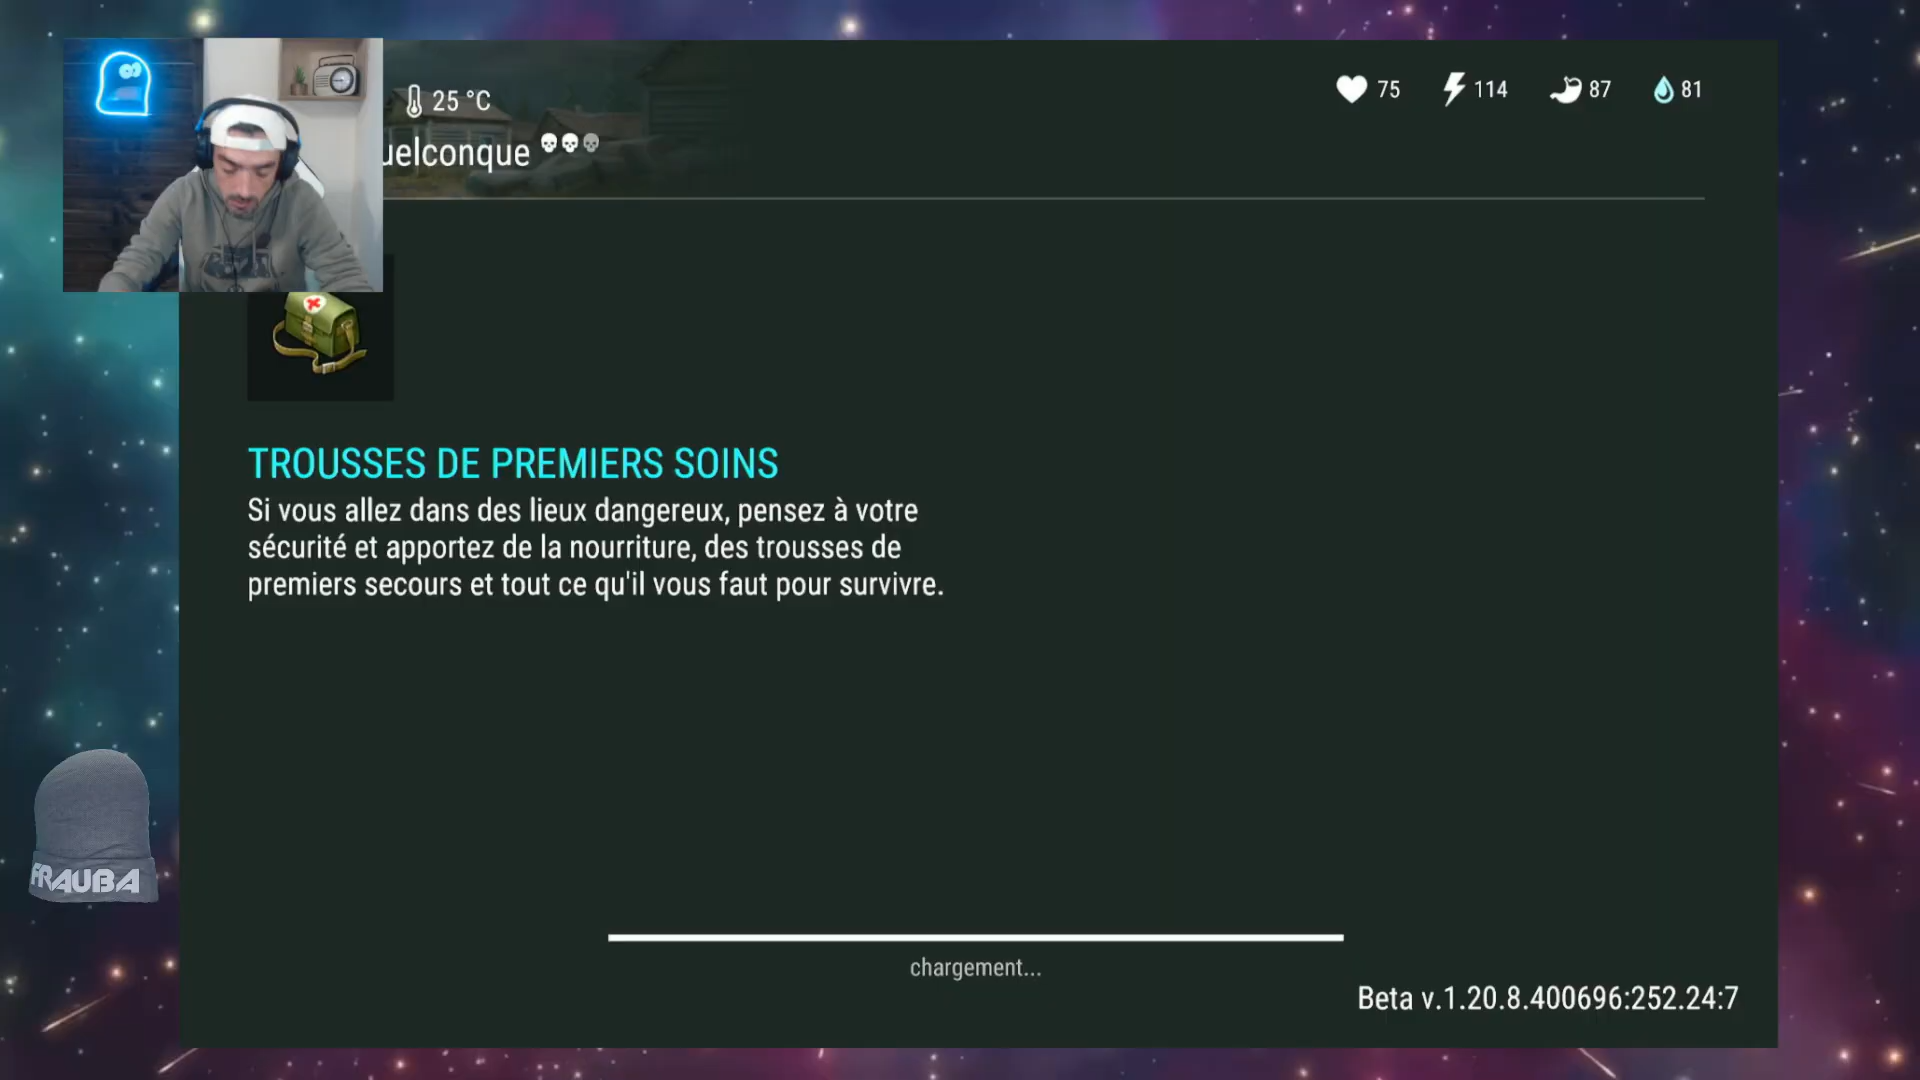 25 °C
75
114
87
81
uelconque
TROUSSES DE PREMIERS SOINS
Si vous allez dans des lieux dangereux, pensez à votre
sécurité et apportez de la nourriture, des trousses de
premiers secours et tout ce qu'il vous faut pour survivre.
FRAUBA
chargement...
Beta v.1.20.8.400696:252.24:7